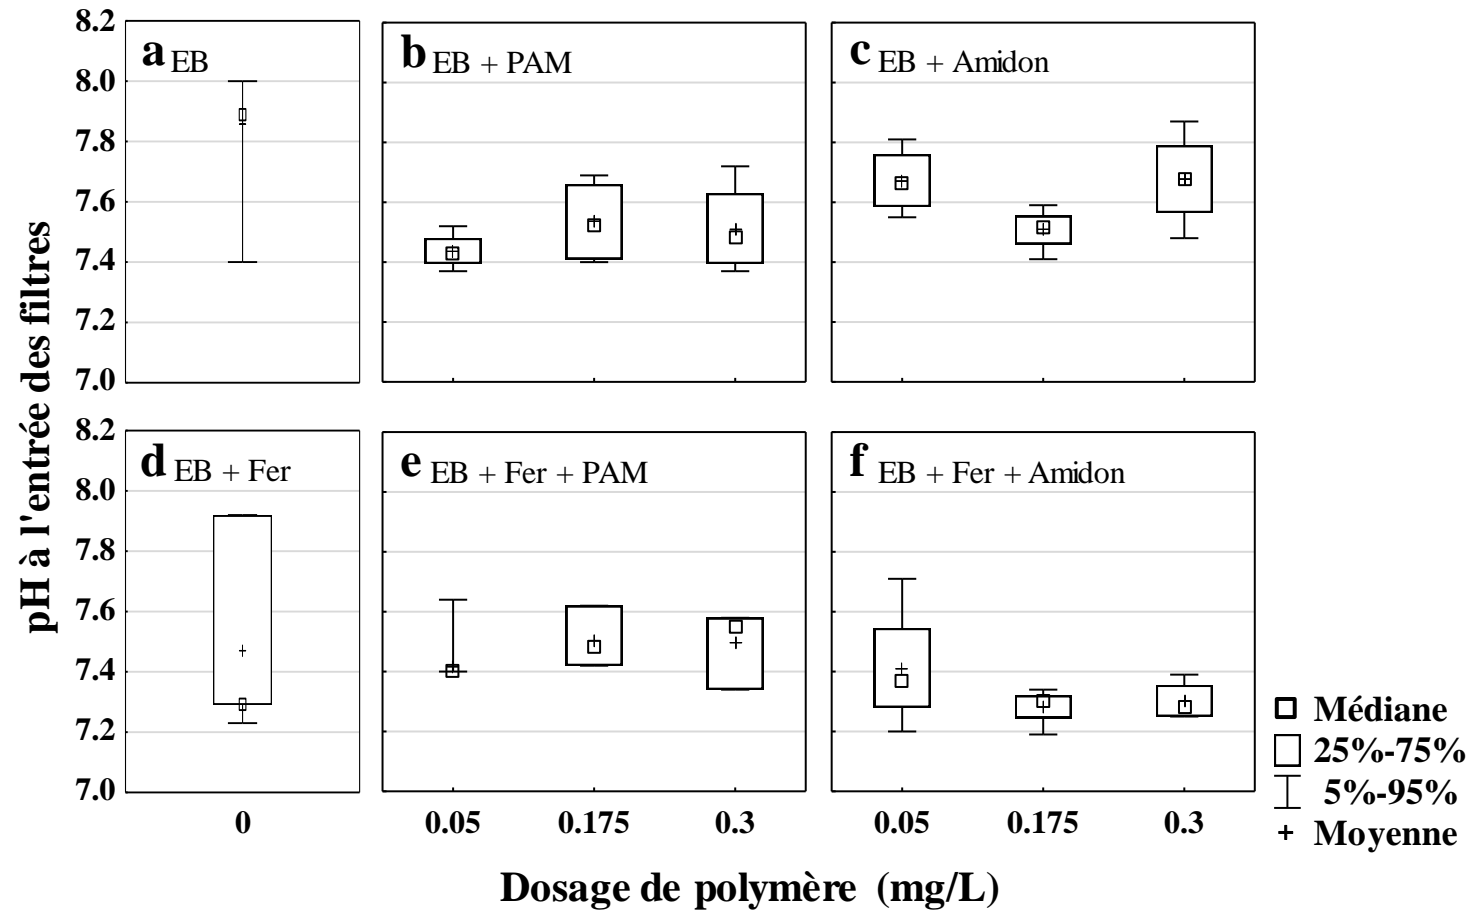 pH à l'entrée des filtres
8.2
8.0
7.8
7.6
7.4
7.2
7.0
a EB
b EB + PAM
c EB + Amidon
8.2
8.0
7.8
7.6
7.4
7.2
7.0
d EB + Fer
e EB + Fer + PAM
f EB + Fer + Amidon
0
0.05 0.175 0.3
0.05 0.175 0.3
Dosage de polymère (mg/L)
Médiane
25%-75%
5%-95%
Moyenne